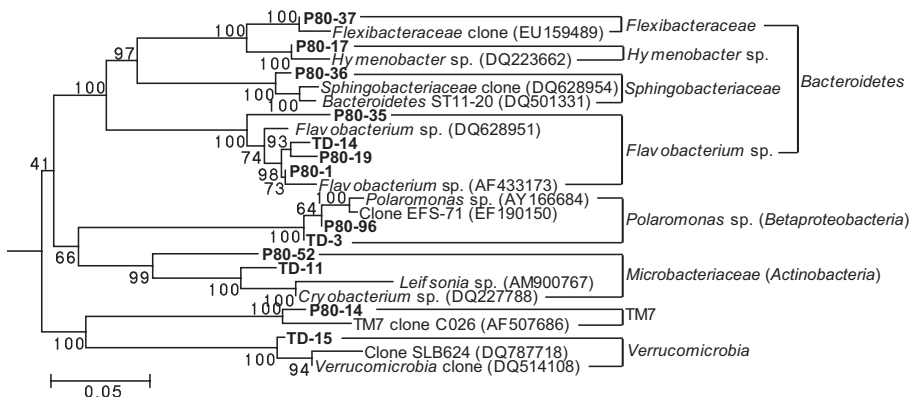 100 P80-37
Flexibacteraceae clone (EU159489)
Flexibacteraceae
100
97
P80-17
Hymenobacter sp. (DQ223662)
Hymenobacter sp.
100
P80-36
Sphingobacteriaceae clone (DQ628954)
Sphingobacteriaceae
Bacteroidetes
100
100
Bacteroidetes ST11-20 (DQ501331)
100
P80-35
Flavobacterium sp. (DQ628951)
100
93 TD-14
74
P80-19
Flavobacterium sp.
98 P80-1
73
Flavobacterium sp. (AF433173)
41
100 Polaromonas sp. (AY166684)
64
Clone EFS-71 (EF190150)
P80-96
Polaromonas sp. (Betaproteobacteria)
100 TD-3
66
P80-52
99
TD-11
Leifsonia sp. (AM900767)
Microbacteriaceae (Actinobacteria)
100
100 Cryobacterium sp. (DQ227788)
100 P80-14
TM7
TM7 clone C026 (AF507686)
100
TD-15
100
Clone SLB624 (DQ787718)
Verrucomicrobia
94 Verrucomicrobia clone (DQ514108)
0.05